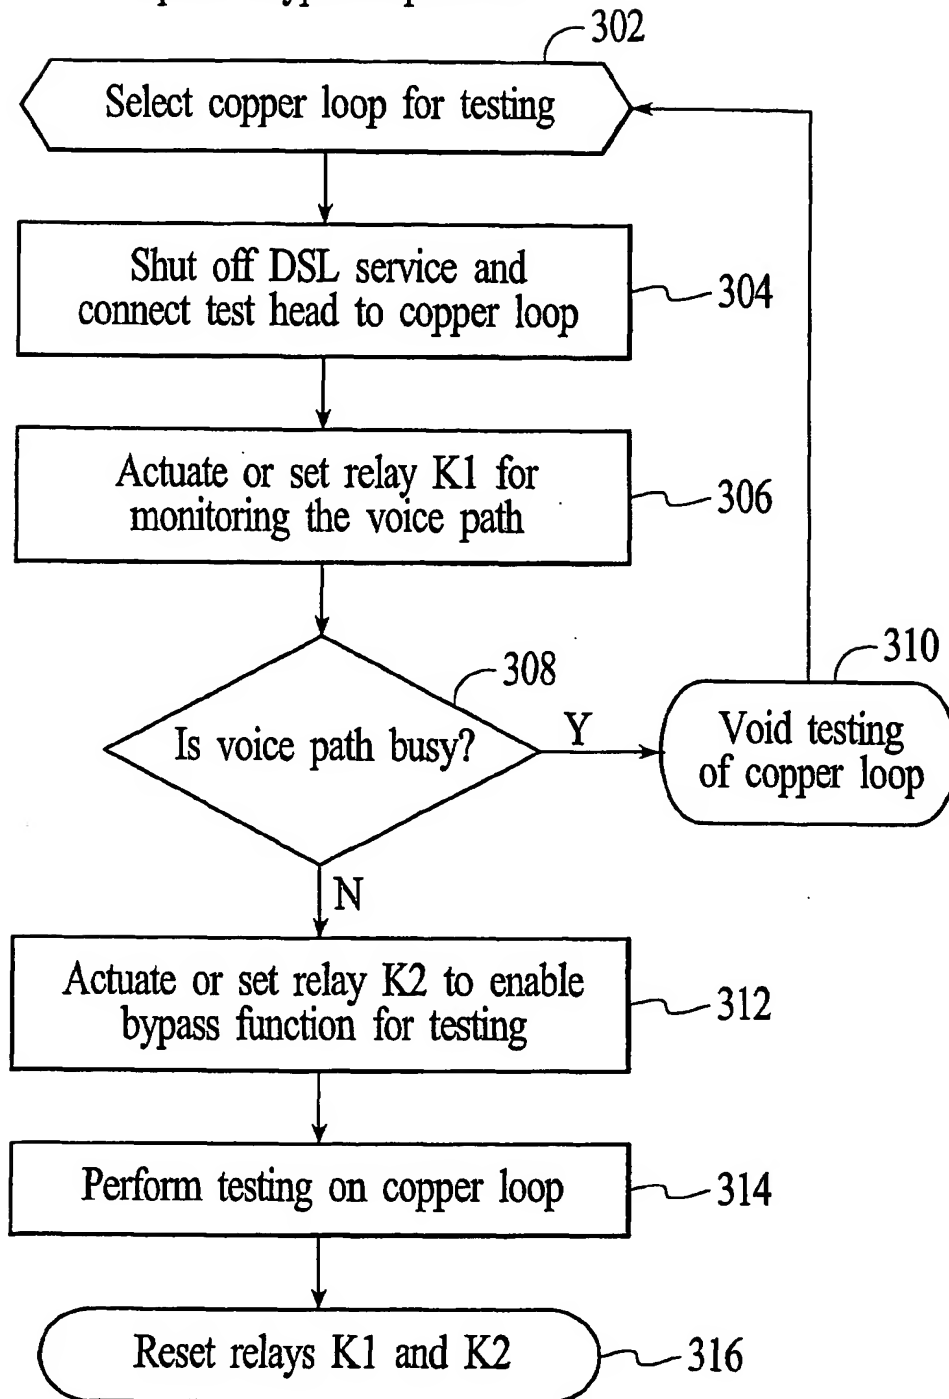 302
Select copper loop for testing
Shut off DSL service and
connect test head to copper loop
304
Actuate or set relay K1 for
monitoring the voice path
306
308
Is voice path busy?
Y
310
Void testing
of copper loop
N
Actuate or set relay K2 to enable
bypass function for testing
312
Perform testing on copper loop
314
Reset relays K1 and K2
316